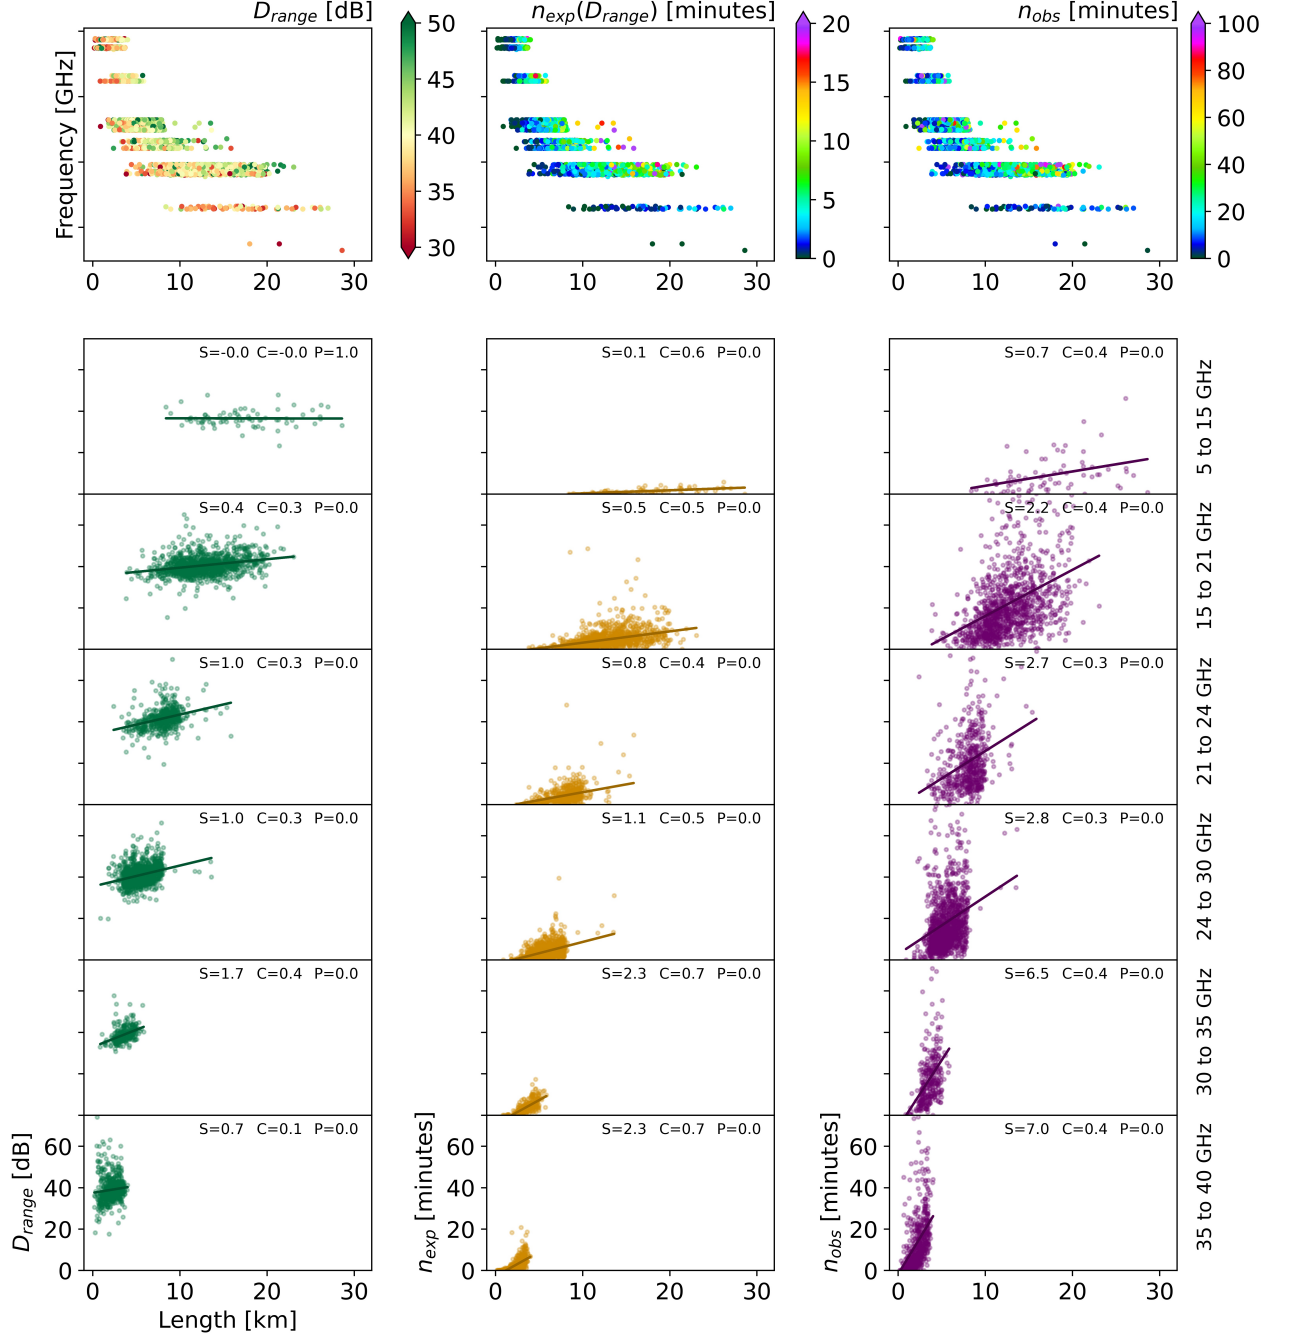 D_range [dB]
n_exp(D_range) [minutes]
n_obs [minutes]
Frequency [GHz]
50
45
40
35
30
20
15
10
5
0
100
80
60
40
20
0
0 10 20 30
0 10 20 30
0 10 20 30
S=-0.0 C=-0.0 P=1.0
S=0.1 C=0.6 P=0.0
S=0.7 C=0.4 P=0.0
5 to 15 GHz
S=0.4 C=0.3 P=0.0
S=0.5 C=0.5 P=0.0
S=2.2 C=0.4 P=0.0
15 to 21 GHz
S=1.0 C=0.3 P=0.0
S=0.8 C=0.4 P=0.0
S=2.7 C=0.3 P=0.0
21 to 24 GHz
S=1.0 C=0.3 P=0.0
S=1.1 C=0.5 P=0.0
S=2.8 C=0.3 P=0.0
24 to 30 GHz
S=1.7 C=0.4 P=0.0
S=2.3 C=0.7 P=0.0
S=6.5 C=0.4 P=0.0
30 to 35 GHz
S=0.7 C=0.1 P=0.0
S=2.3 C=0.7 P=0.0
S=7.0 C=0.4 P=0.0
35 to 40 GHz
D_range [dB]
60
40
20
0
n_exp [minutes]
60
40
20
0
n_obs [minutes]
60
40
20
0
0 10 20 30
0 10 20 30
0 10 20 30
Length [km]